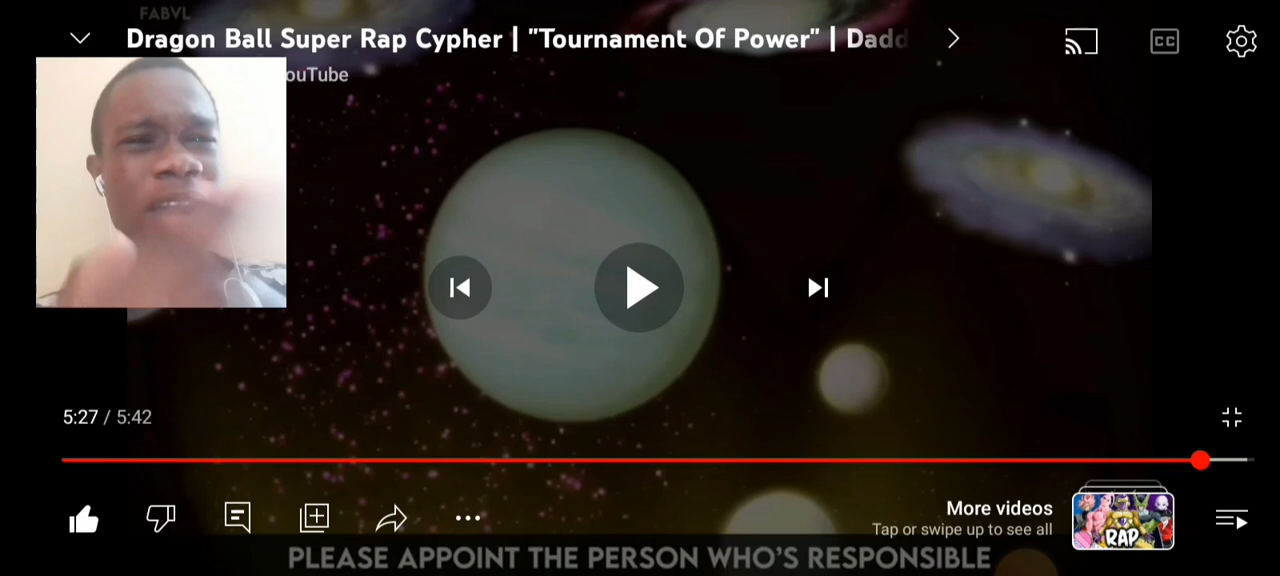 FABVL
Dragon Ball Super Rap Cypher | "Tournament Of Power" | Dadd
ouTube
CC
5:27 / 5:42
More videos
Tap or swipe up to see all
RAP
PLEASE APPOINT THE PERSON WHO'S RESPONSIBLE